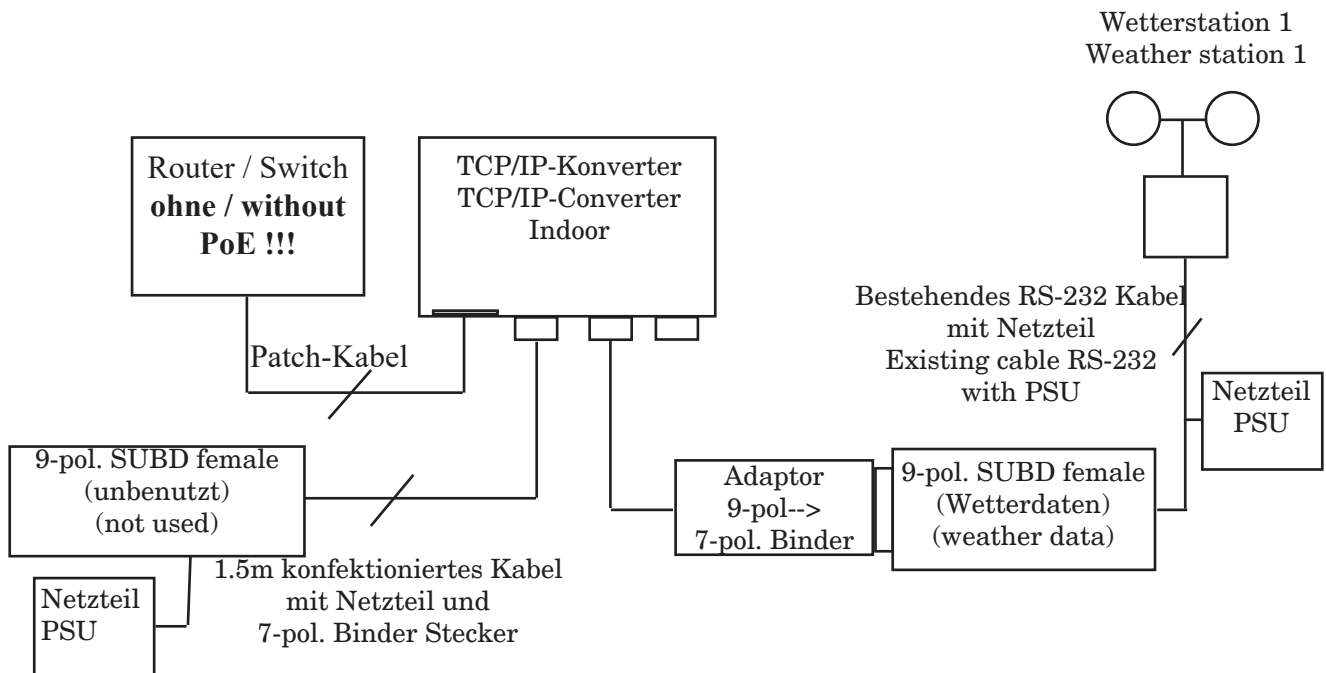 Wetterstation 1
Weather station 1
Router / Switch
ohne / without
PoE !!!
TCP/IP-Konverter
TCP/IP-Converter
Indoor
Bestehendes RS-232 Kabel
mit Netzteil
Existing cable RS-232
with PSU
Patch-Kabel
Netzteil
PSU
9-pol. SUBD female
(unbenutzt)
(not used)
Adaptor
9-pol-->
7-pol. Binder
9-pol. SUBD female
(Wetterdaten)
(weather data)
1.5m konfektioniertes Kabel
mit Netzteil und
7-pol. Binder Stecker
Netzteil
PSU